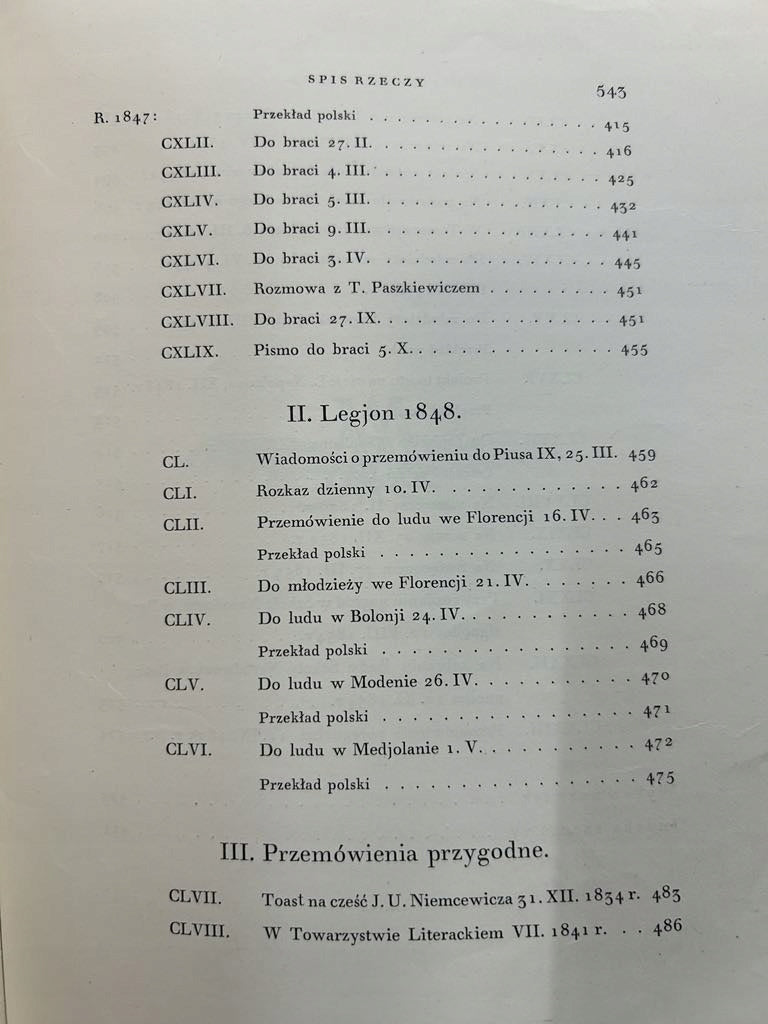 SPIS RZECZY 543
R. 1847: Przekład polski . . . . . . . . . . . . . . . . 415
CXLII. Do braci 27. II. . . . . . . . . . . . . . . . 416
CXLIII. Do braci 4. III. . . . . . . . . . . . . . . . 425
CXLIV. Do braci 5. III. . . . . . . . . . . . . . . . 432
CXLV. Do braci 9. III. . . . . . . . . . . . . . . . 441
CXLVI. Do braci 3. IV. . . . . . . . . . . . . . . . 445
CXLVII. Rozmowa z T. Paszkiewiczem . . . . . . . . 451
CXLVIII. Do braci 27. IX. . . . . . . . . . . . . . . 451
CXLIX. Pismo do braci 5. X. . . . . . . . . . . . . 455
II. Legjon 1848.
CL. Wiadomości o przemówieniu do Piusa IX, 25. III. 459
CLI. Rozkaz dzienny 10. IV. . . . . . . . . . . . 462
CLII. Przemówienie do ludu we Florencji 16. IV. . . 463
Przekład polski . . . . . . . . . . . . . . . . 465
CLIII. Do młodzieży we Florencji 21. IV. . . . . . . 466
CLIV. Do ludu w Bolonji 24. IV. . . . . . . . . . . 468
Przekład polski . . . . . . . . . . . . . . . . 469
CLV. Do ludu w Modenie 26. IV. . . . . . . . . . . 470
Przekład polski . . . . . . . . . . . . . . . . 471
CLVI. Do ludu w Medjolanie 1. V. . . . . . . . . . . 472
Przekład polski . . . . . . . . . . . . . . . . 475
III. Przemówienia przygodne.
CLVII. Toast na cześć J. U. Niemcewicza 31. XII. 1834 r. 483
CLVIII. W Towarzystwie Literackiem VII. 1841 r. . . 486